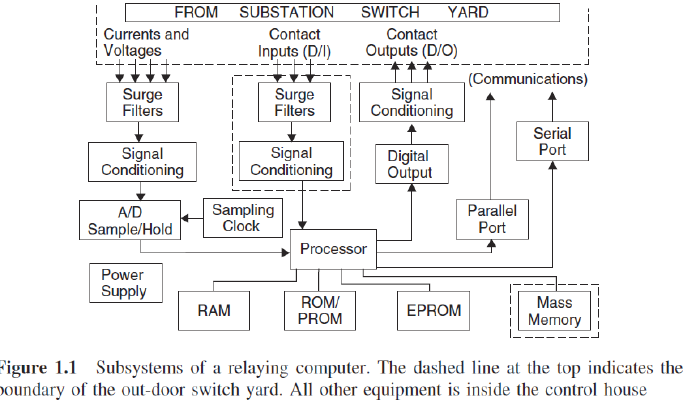 FROM SUBSTATION SWITCH YARD
Currents and
Voltages
Contact
Inputs (D/I)
Contact
Outputs (D/O)
(Communications)
Surge
Filters
Surge
Filters
Signal
Conditioning
Serial
Port
Signal
Conditioning
Signal
Conditioning
Digital
Output
A/D
Sample/Hold
Sampling
Clock
Parallel
Port
Processor
Power
Supply
RAM
ROM/
PROM
EPROM
Mass
Memory
Figure 1.1 Subsystems of a relaying computer. The dashed line at the top indicates the
boundary of the out-door switch yard. All other equipment is inside the control house